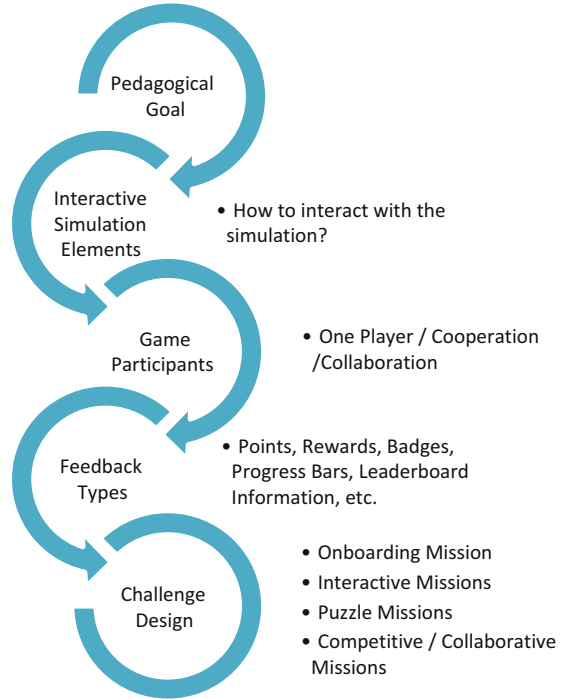 Pedagogical
Goal
Interactive
Simulation
Elements
• How to interact with the
simulation?
Game
Participants
• One Player / Cooperation
/Collaboration
Feedback
Types
• Points, Rewards, Badges,
Progress Bars, Leaderboard
Information, etc.
Challenge
Design
• Onboarding Mission
• Interactive Missions
• Puzzle Missions
• Competitive / Collaborative
Missions